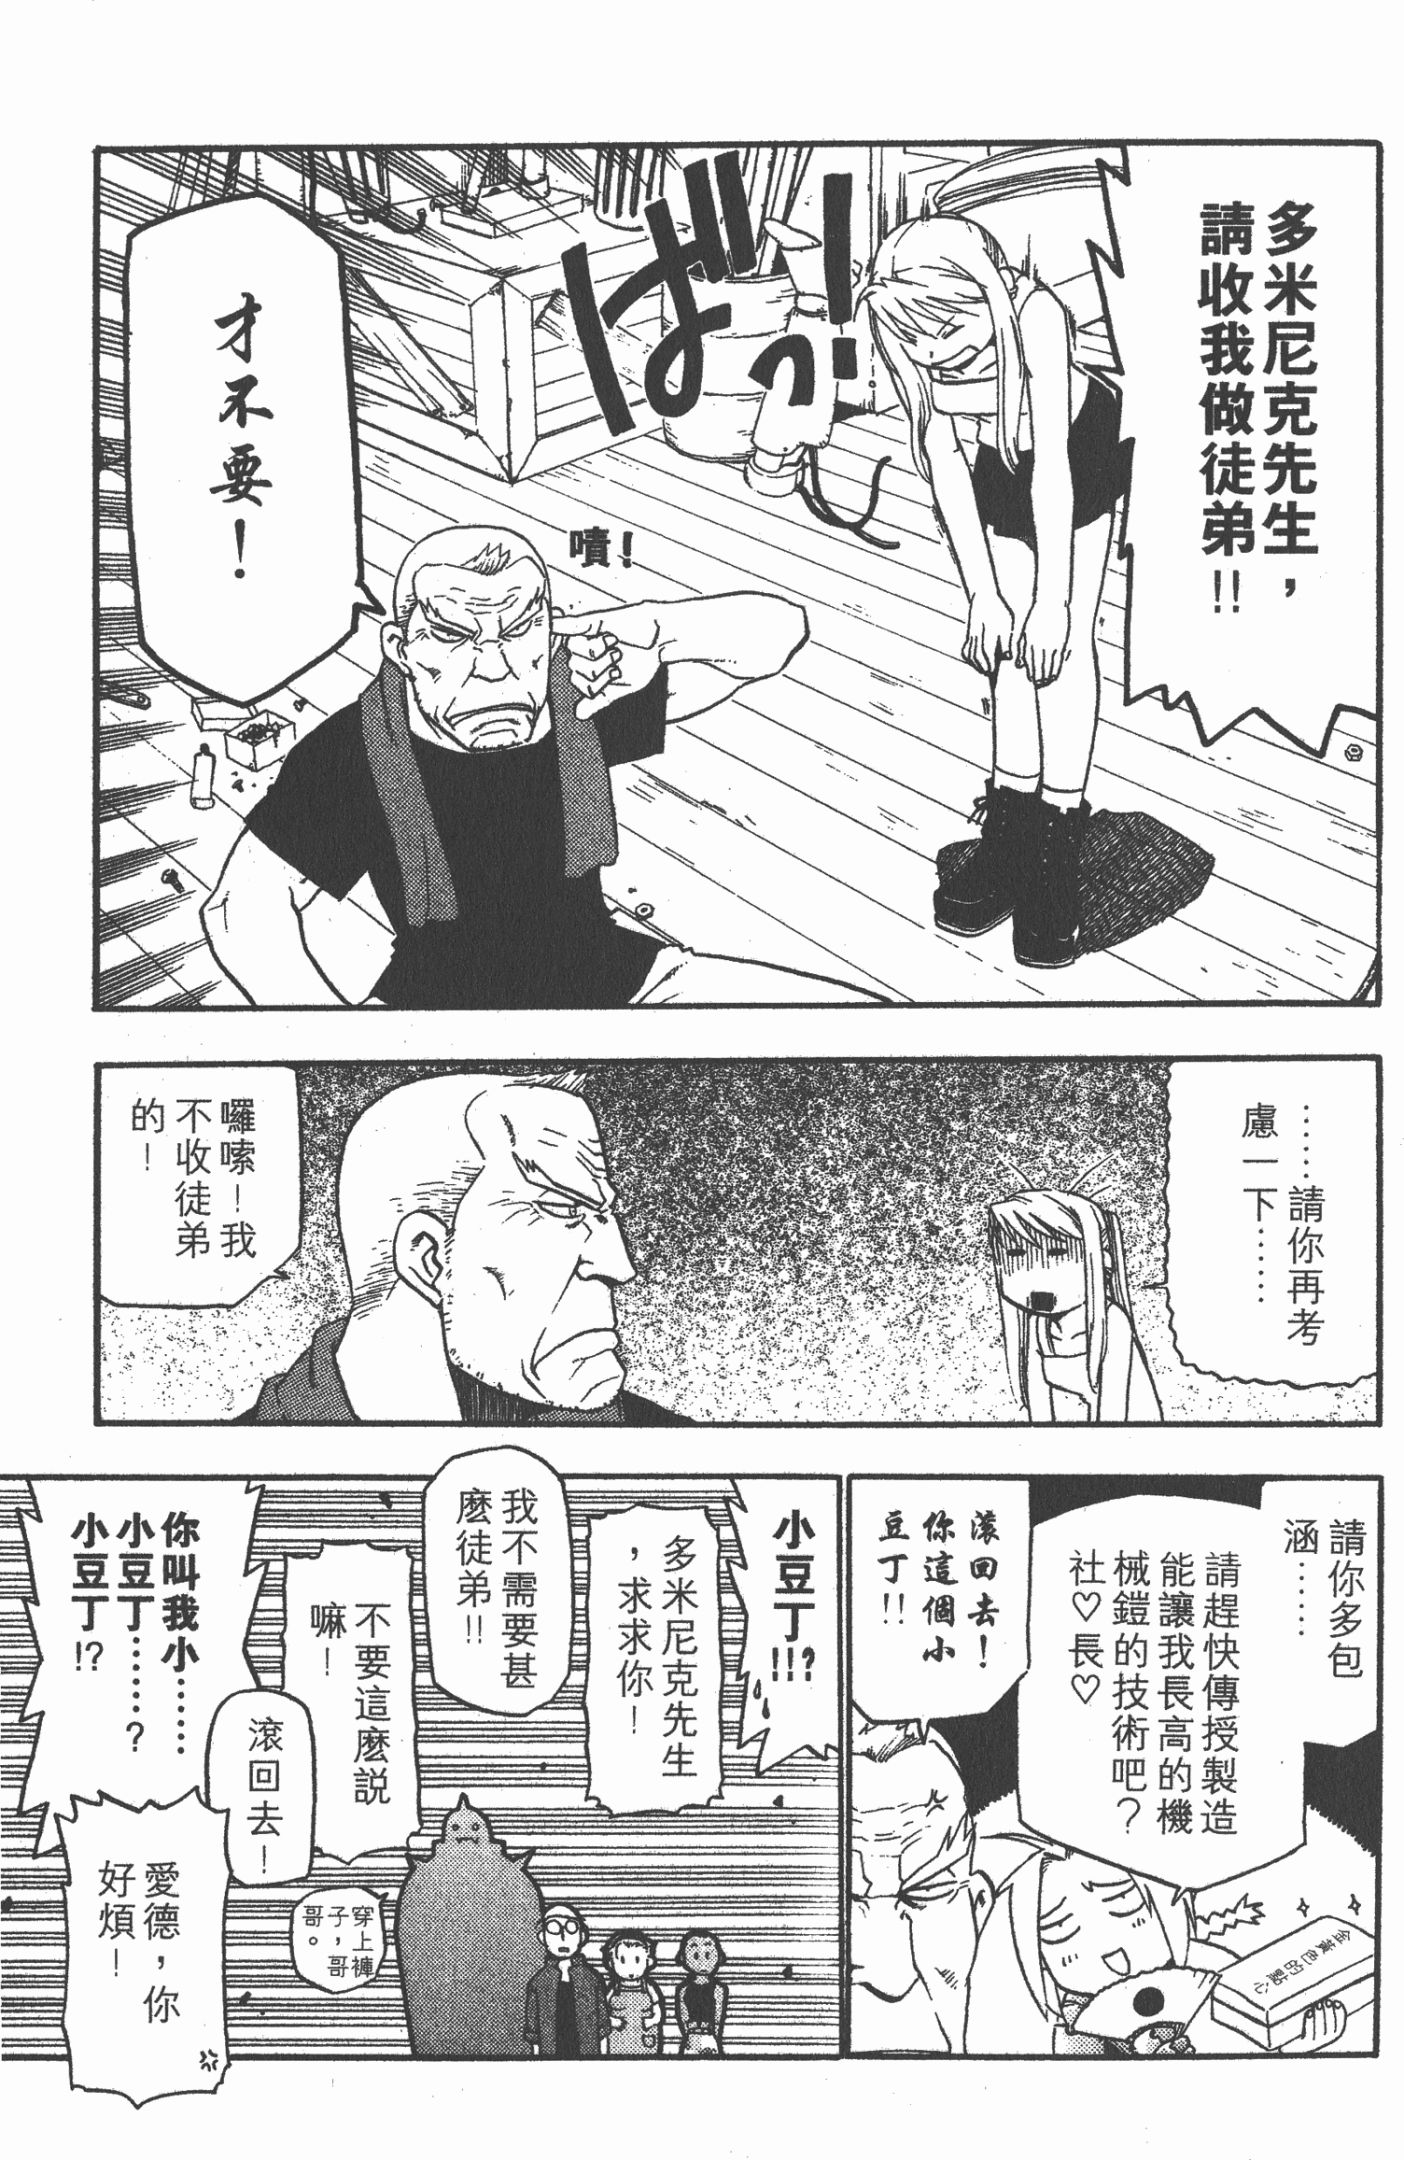 多米尼克先生，
請收我做徒弟!!
ばっ!!
嘖!
才不要！
……請你再考
慮一下……
囉嗦！我
不收徒弟
的！
請你多包
涵……
請趕快傳授製造
能讓我長高的機
械鎧的技術吧？
社♡長♡
金黃色的點心
滾回去！
你這個小
豆丁!!
小豆丁!!!?
多米尼克先生
，求求你！
我不需要甚
麼徒弟!!
不要這麼說
嘛！
穿上褲
子，哥
哥。
滾回去！
你叫我小……
小豆丁……？
小豆丁!?
愛德，你
好煩！